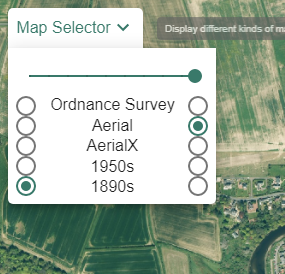 Map Selector
Display different kinds of
Ordnance Survey
Aerial
AerialX
1950s
1890s